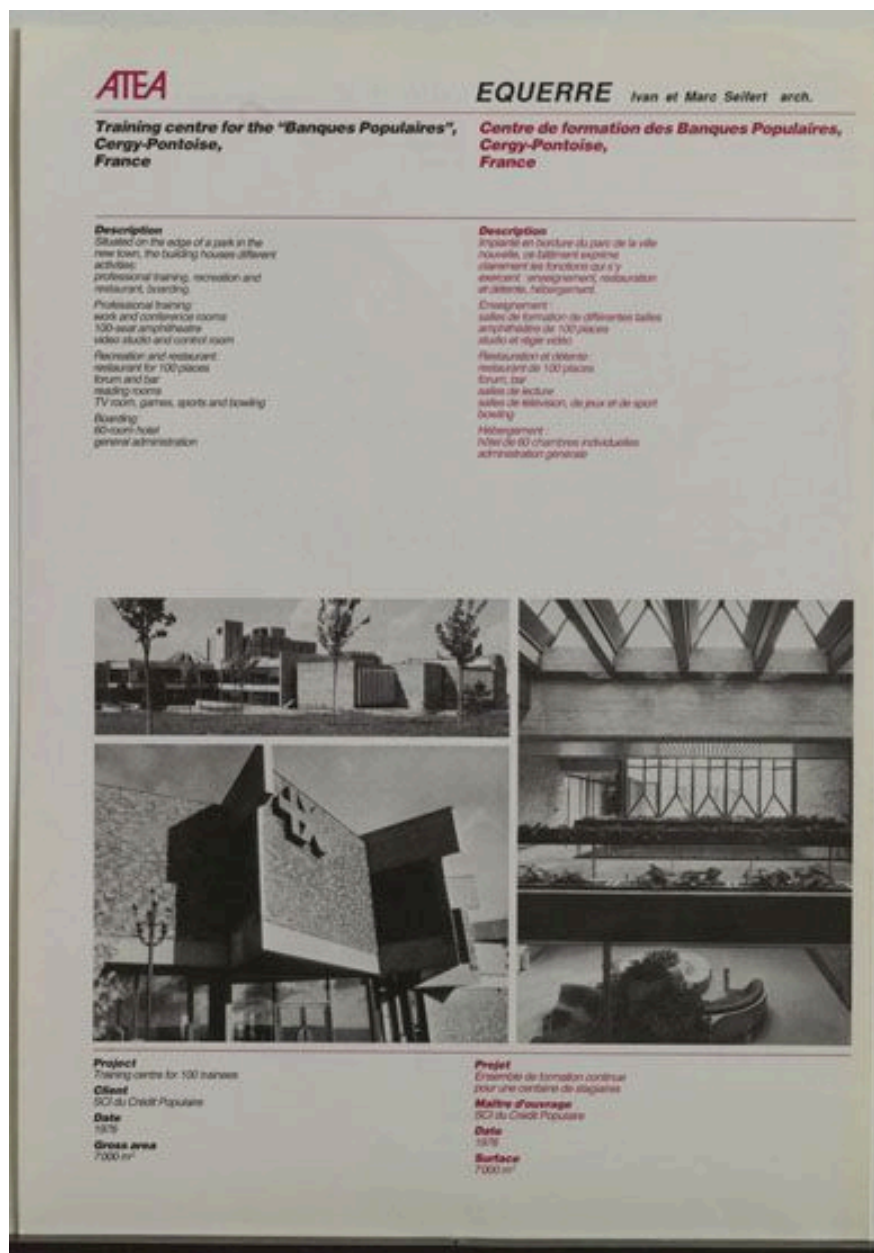 ATEA
EQUERRE Ivan et Marc Seifert arch.
Training centre for the "Banques Populaires",
Cergy-Pontoise,
France
Centre de formation des Banques Populaires,
Cergy-Pontoise,
France
Description
Situated on the edge of a park in the
new town, the building houses different
activities:
professional training, recreation and
restaurant, boarding.
Professional training:
work and conference rooms
100-seat amphitheatre
video studio and control room
Recreation and restaurant:
restaurant for 100 places
forum and bar
reading rooms
TV room, games, sports and bowling
Boarding:
60-room hotel
general administration
Description
Implanté en bordure du parc de la ville
nouvelle, ce bâtiment exprime
clairement les fonctions qui s'y
exercent : enseignement, restauration
et détente, hébergement.
Enseignement :
salles de formation de différentes tailles
amphithéâtre de 100 places
studio et régie vidéo
Restauration et détente :
restaurant de 100 places
forum, bar
salles de lecture
salles de télévision, de jeux et de sport
bowling
Hébergement :
hôtel de 60 chambres individuelles
administration générale
Project
Training centre for 100 trainees
Client
SCI du Crédit Populaire
Date
1976
Gross area
7'000 m²
Projet
Ensemble de formation continue
pour une centaine de stagiaires
Maître d'ouvrage
SCI du Crédit Populaire
Date
1976
Surface
7'000 m²